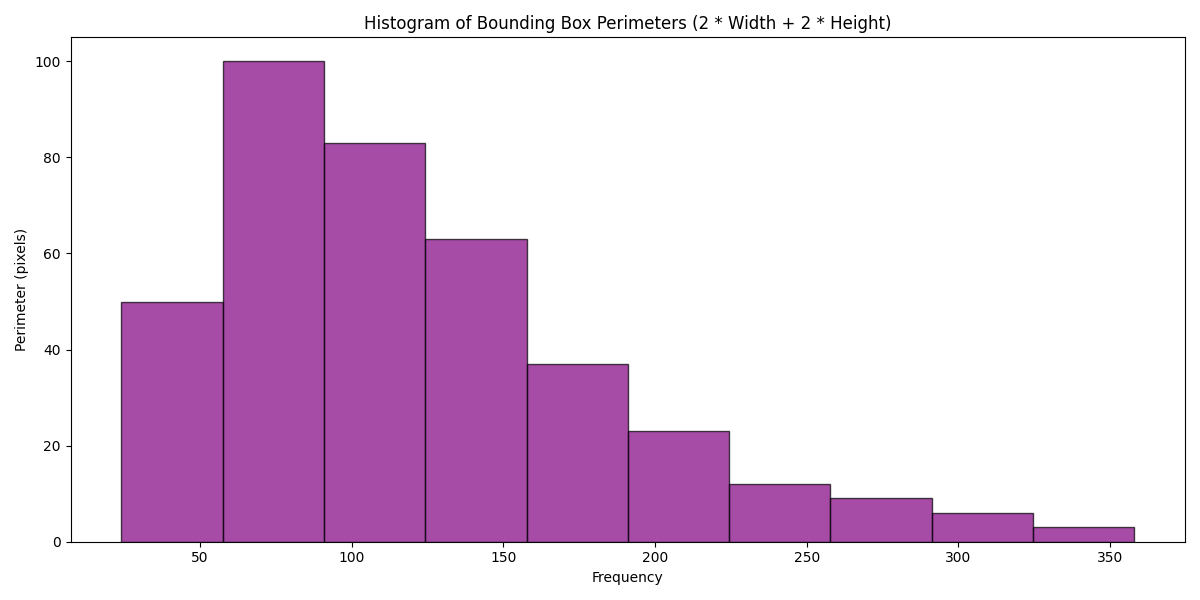 Histogram of Bounding Box Perimeters (2 * Width + 2 * Height)
100
80
60
40
20
0
Perimeter (pixels)
50 100 150 200 250 300 350
Frequency